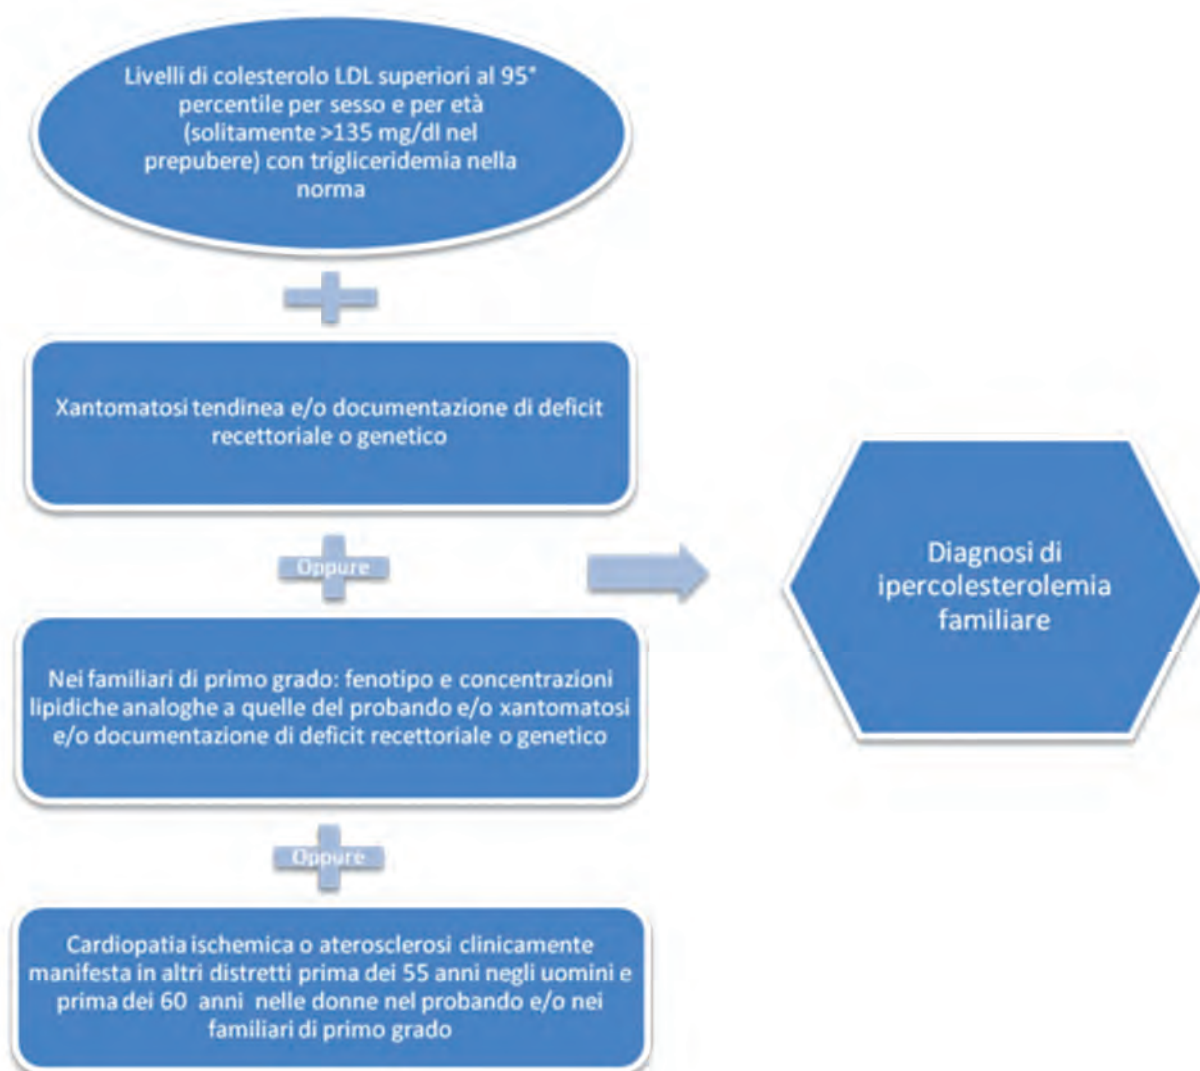 Livelli di colesterolo LDL superiori al 95°
percentile per sesso e per età
(solitamente >135 mg/dl nel
prepubere) con trigliceridemia nella
norma
Xantomatosi tendinea e/o documentazione di deficit
recettoriale o genetico
Oppure
Nei familiari di primo grado: fenotipo e concentrazioni
lipidiche analoghe a quelle del probando e/o xantomatosi
e/o documentazione di deficit recettoriale o genetico
Oppure
Cardiopatia ischemica o aterosclerosi clinicamente
manifesta in altri distretti prima dei 55 anni negli uomini e
prima dei 60 anni nelle donne nel probando e/o nei
familiari di primo grado
Diagnosi di
ipercolesterolemia
familiare